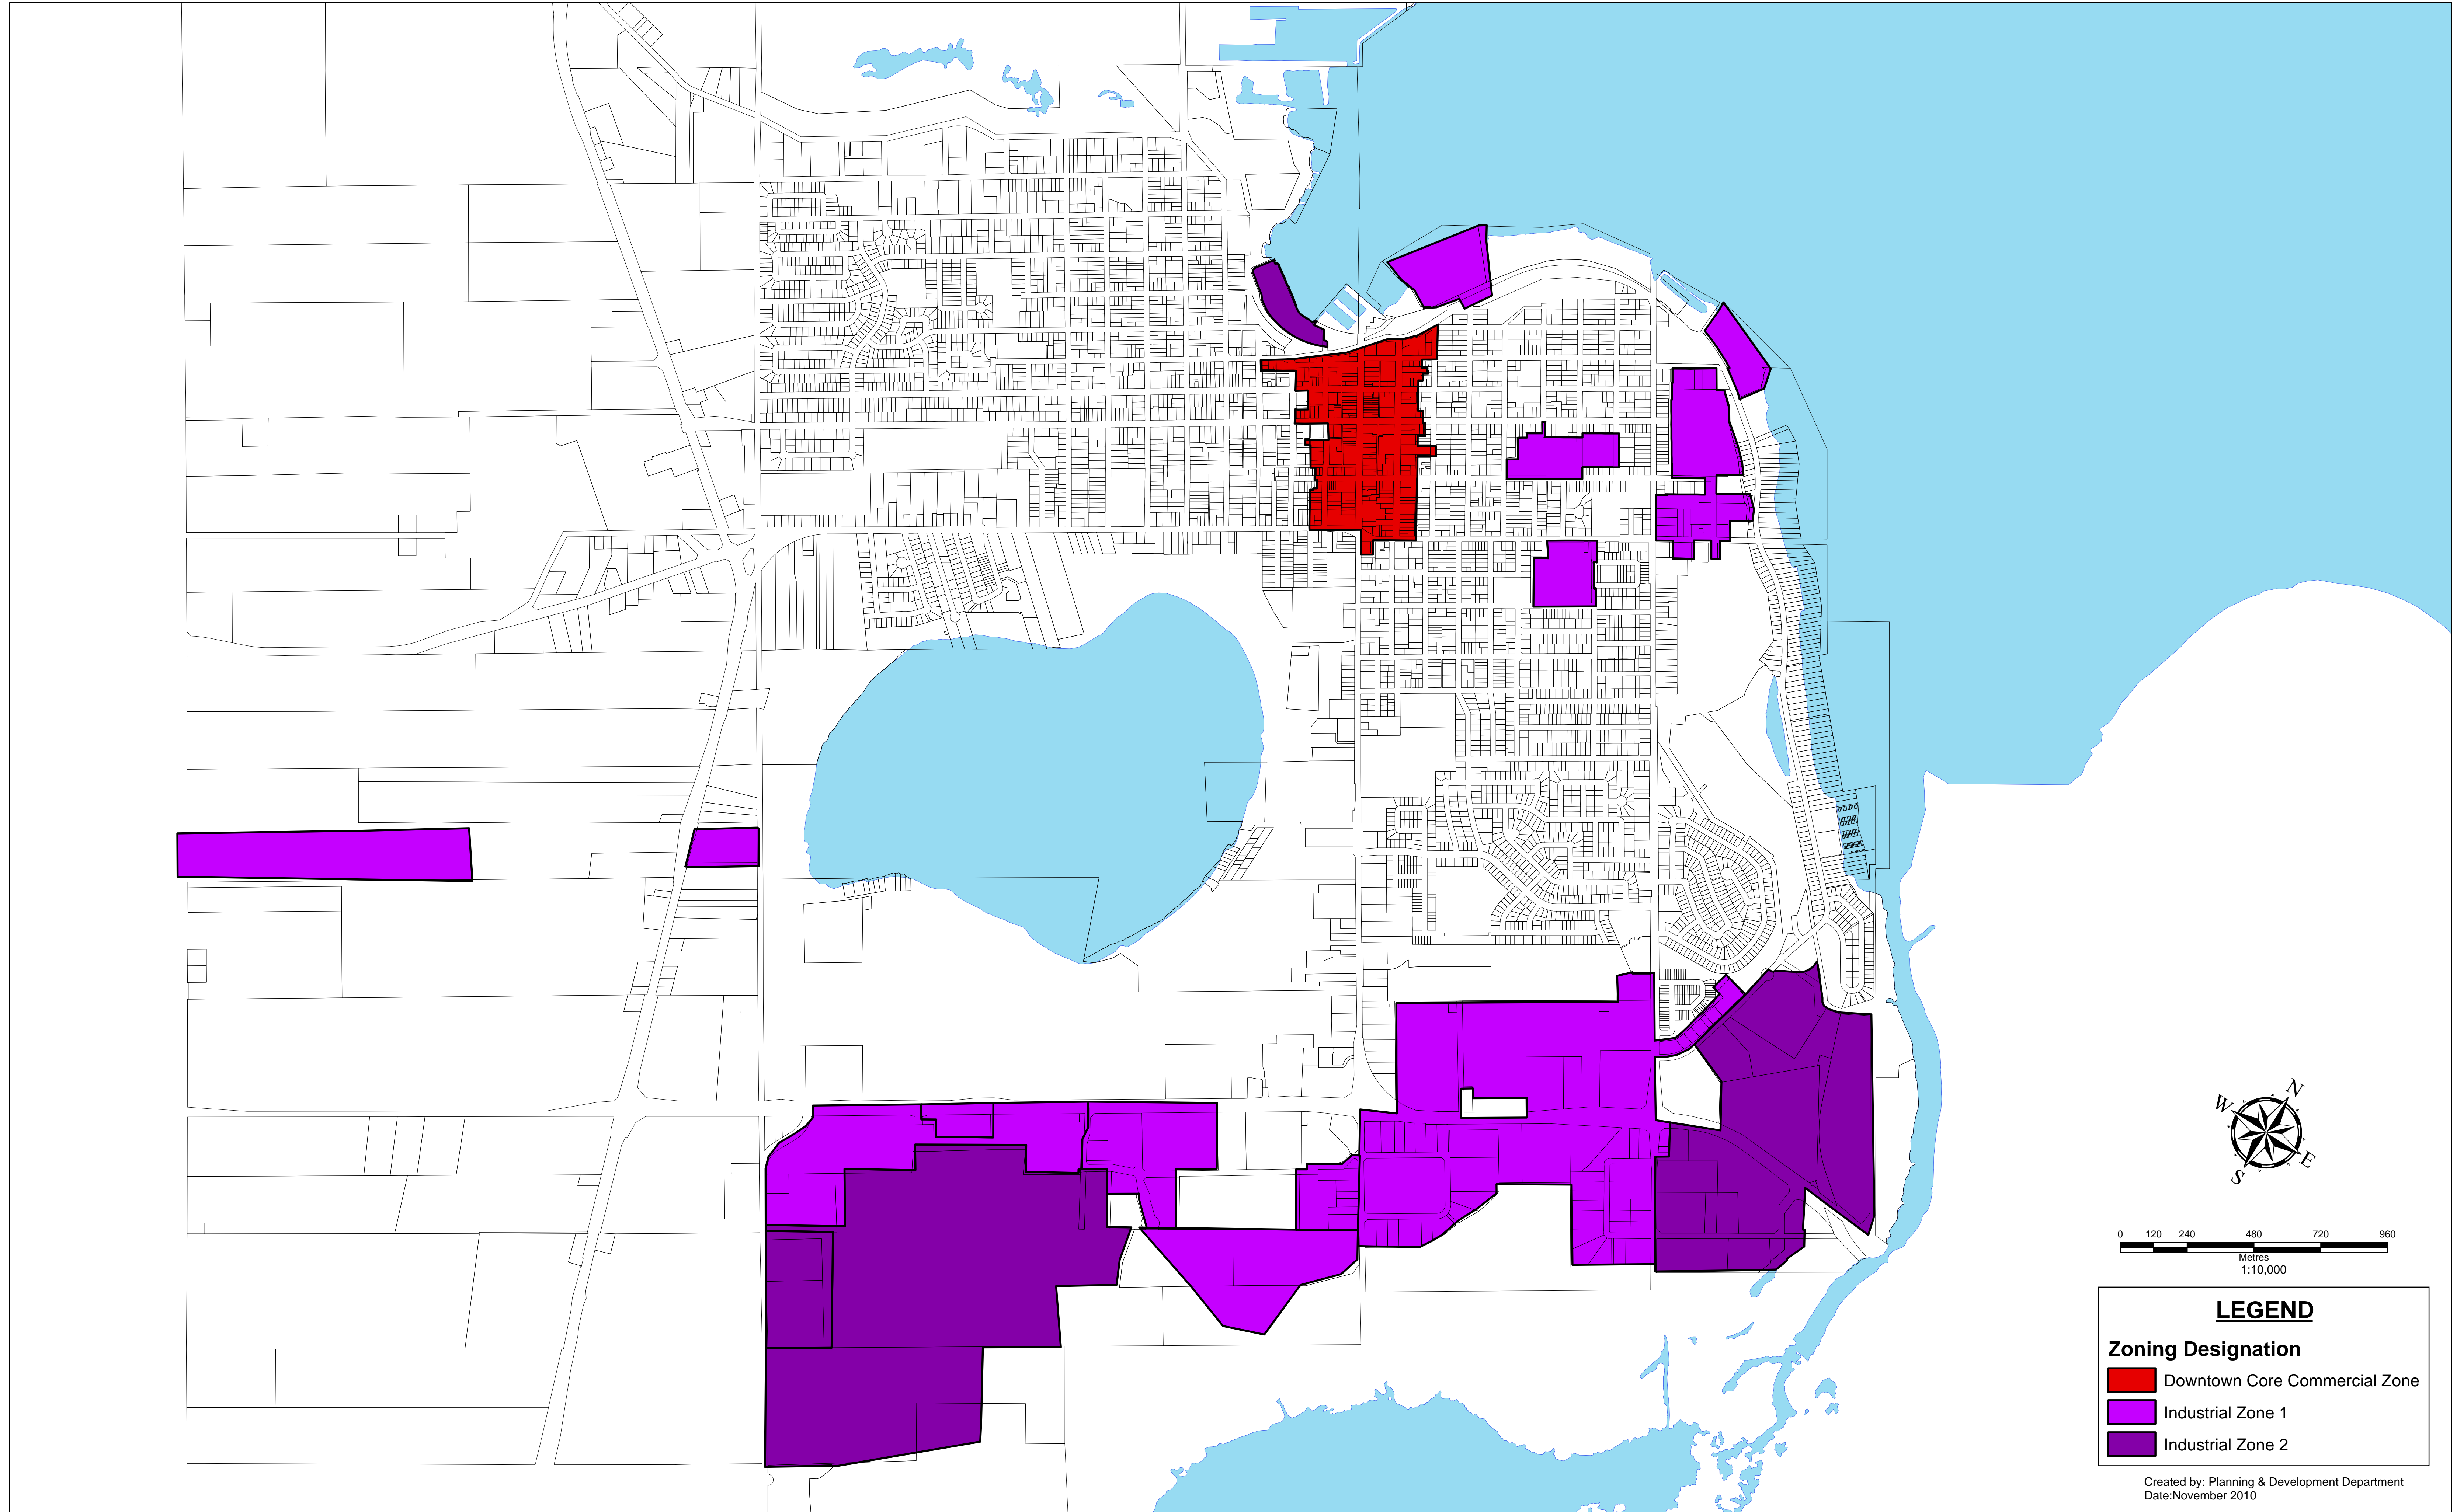 N
W
E
S
0 120 240 480 720 960
Metres
1:10,000
LEGEND
Zoning Designation
Downtown Core Commercial Zone
Industrial Zone 1
Industrial Zone 2
Created by: Planning & Development Department
Date:November 2010